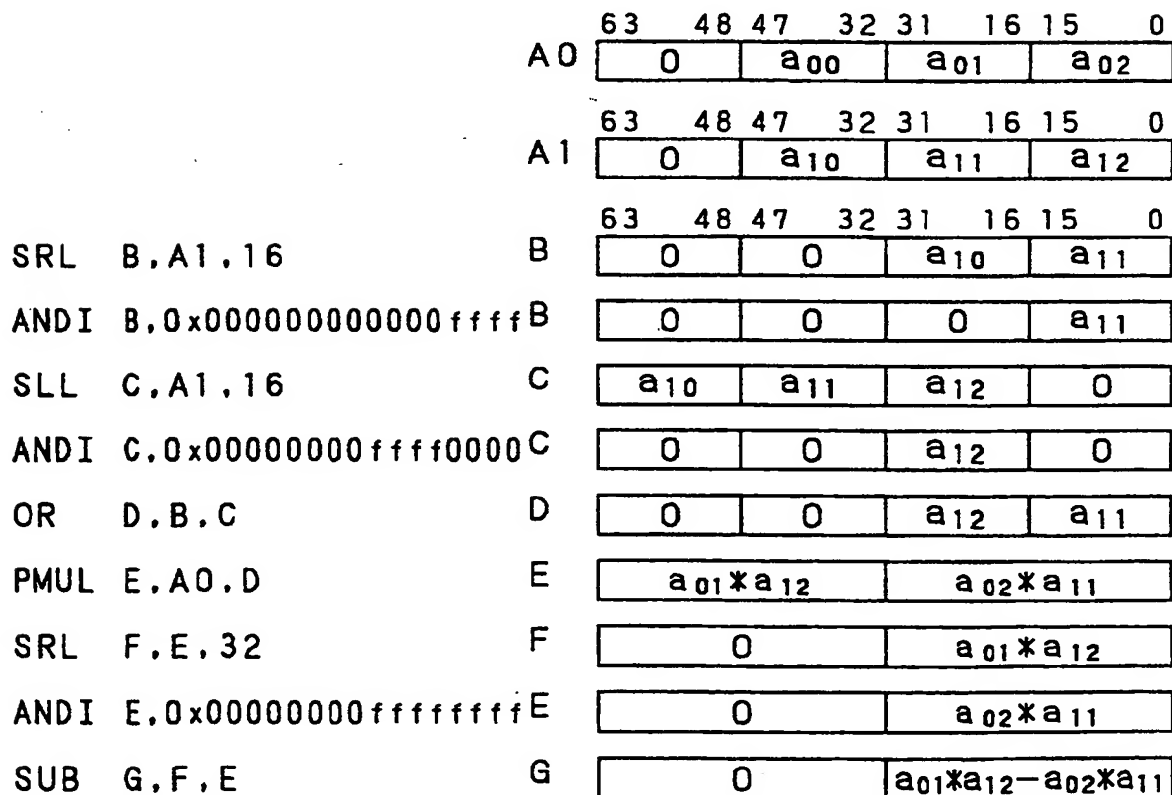 63 48 47 32 31 16 15 0
A0 0 a00 a01 a02
63 48 47 32 31 16 15 0
A1 0 a10 a11 a12
63 48 47 32 31 16 15 0
SRL B,A1,16 B 0 0 a10 a11
ANDI B,0x000000000000ffff B 0 0 0 a11
SLL C,A1,16 C a10 a11 a12 0
ANDI C,0x00000000ffff0000 C 0 0 a12 0
OR D,B,C D 0 0 a12 a11
PMUL E,A0,D E a01*a12 a02*a11
SRL F,E,32 F 0 a01*a12
ANDI E,0x00000000ffffffff E 0 a02*a11
SUB G,F,E G 0 a01*a12-a02*a11